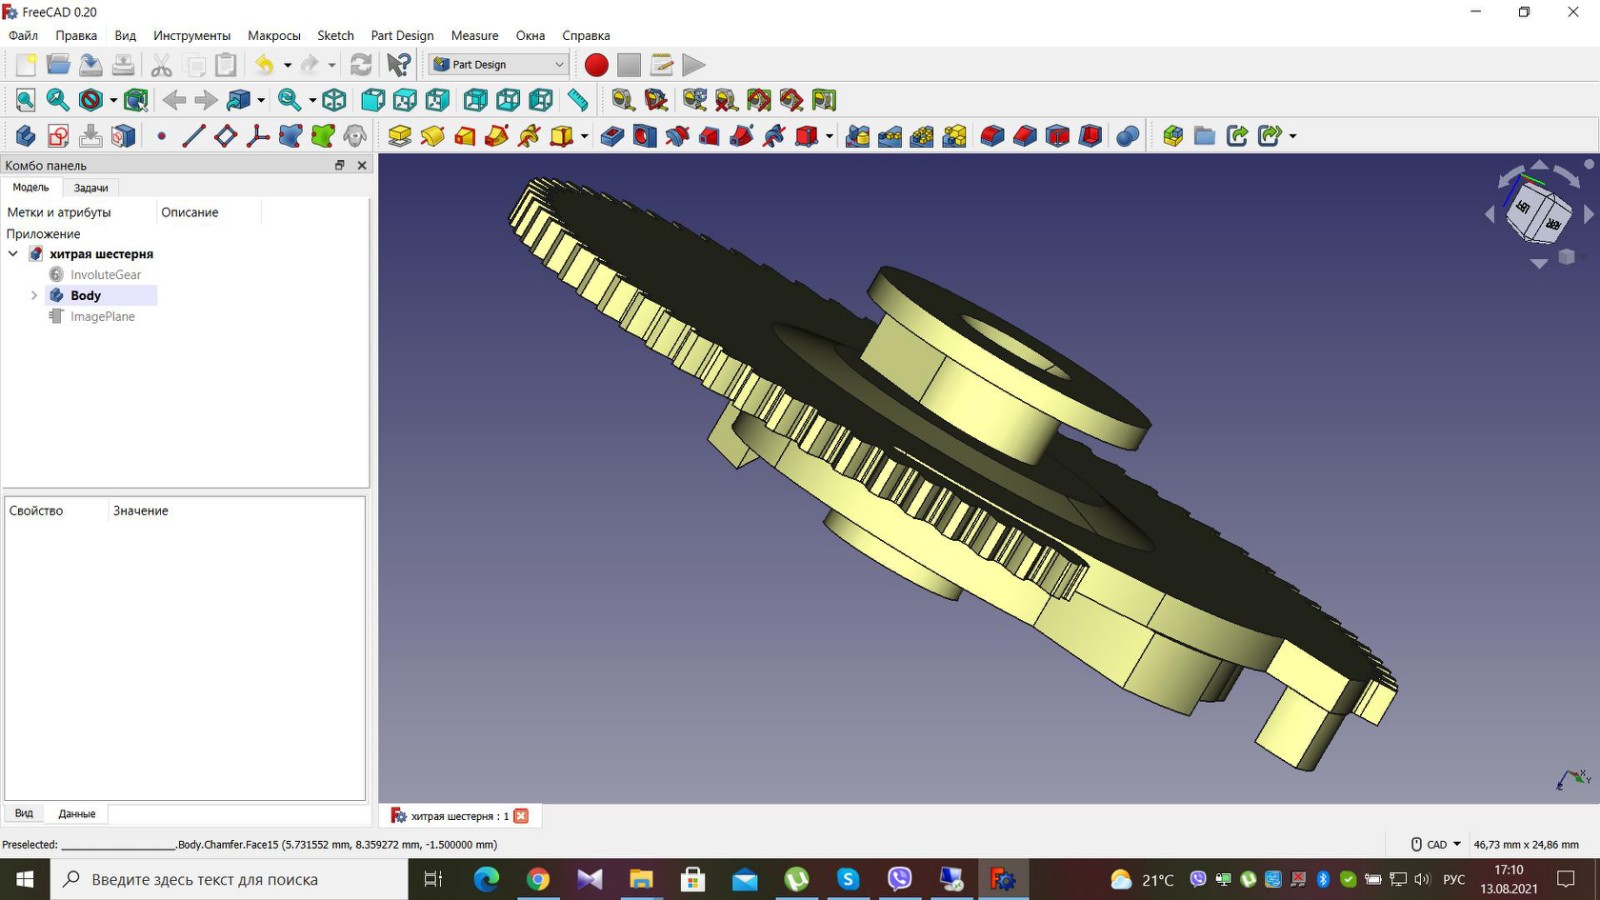 FreeCAD 0.20
Файл Правка Вид Инструменты Макросы Sketch Part Design Measure Окна Справка
Part Design
Комбо панель
Модель Задачи
Метки и атрибуты Описание
Приложение
хитрая шестерня
InvoluteGear
Body
ImagePlane
Свойство Значение
Вид Данные
хитрая шестерня : 1
Preselected: ____________________.Body.Chamfer.Face15 (5.731552 mm, 8.359272 mm, -1.500000 mm)
CAD 46,73 mm x 24,86 mm
Введите здесь текст для поиска
21°C
РУС
17:10
13.08.2021